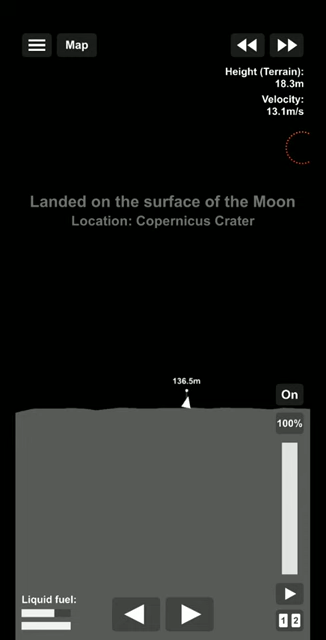 Map
Height (Terrain):
18.3m
Velocity:
13.1m/s
Landed on the surface of the Moon
Location: Copernicus Crater
136.5m
On
100%
Liquid fuel:
1 2